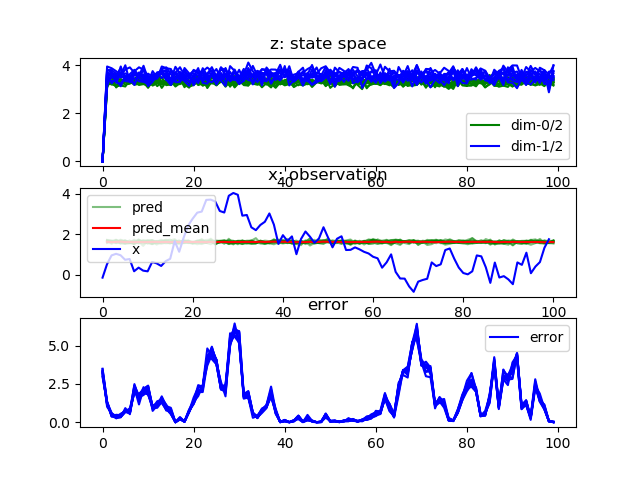 z: state space
4
2
0
dim-0/2
dim-1/2
0 20 40 60 80 100
x: observation
4
2
0
pred
pred_mean
x
0 20 40 60 80 100
error
5.0
2.5
0.0
error
0 20 40 60 80 100